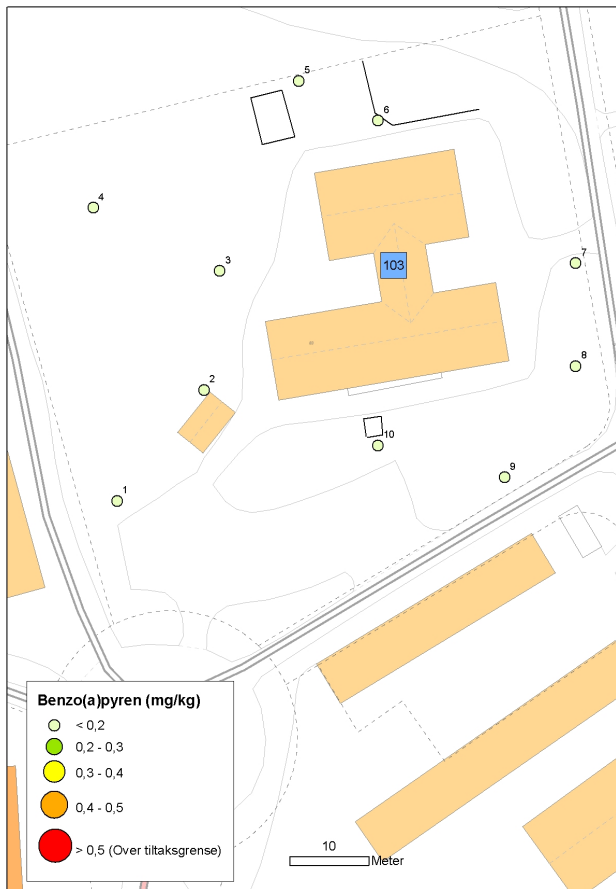 5
6
4
3
103
7
8
2
10
9
1
Benzo(a)pyren (mg/kg)
< 0,2
0,2 - 0,3
0,3 - 0,4
0,4 - 0,5
> 0,5 (Over tiltaksgrense)
10
Meter